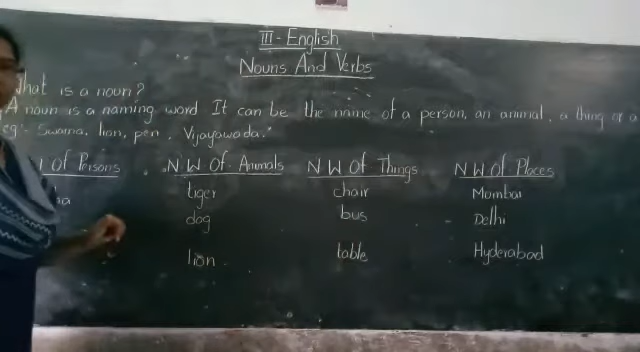 III - English
Nouns And Verbs
What is a noun?
A noun is a naming word It can be the name of a person, an animal, a thing or a
eg:- Swarna, lion, pen, Vijayawada."
Of Persons N W Of Animals N W Of Things N W Of Places
tiger chair Mumbai
dog bus Delhi
lion table Hyderabad